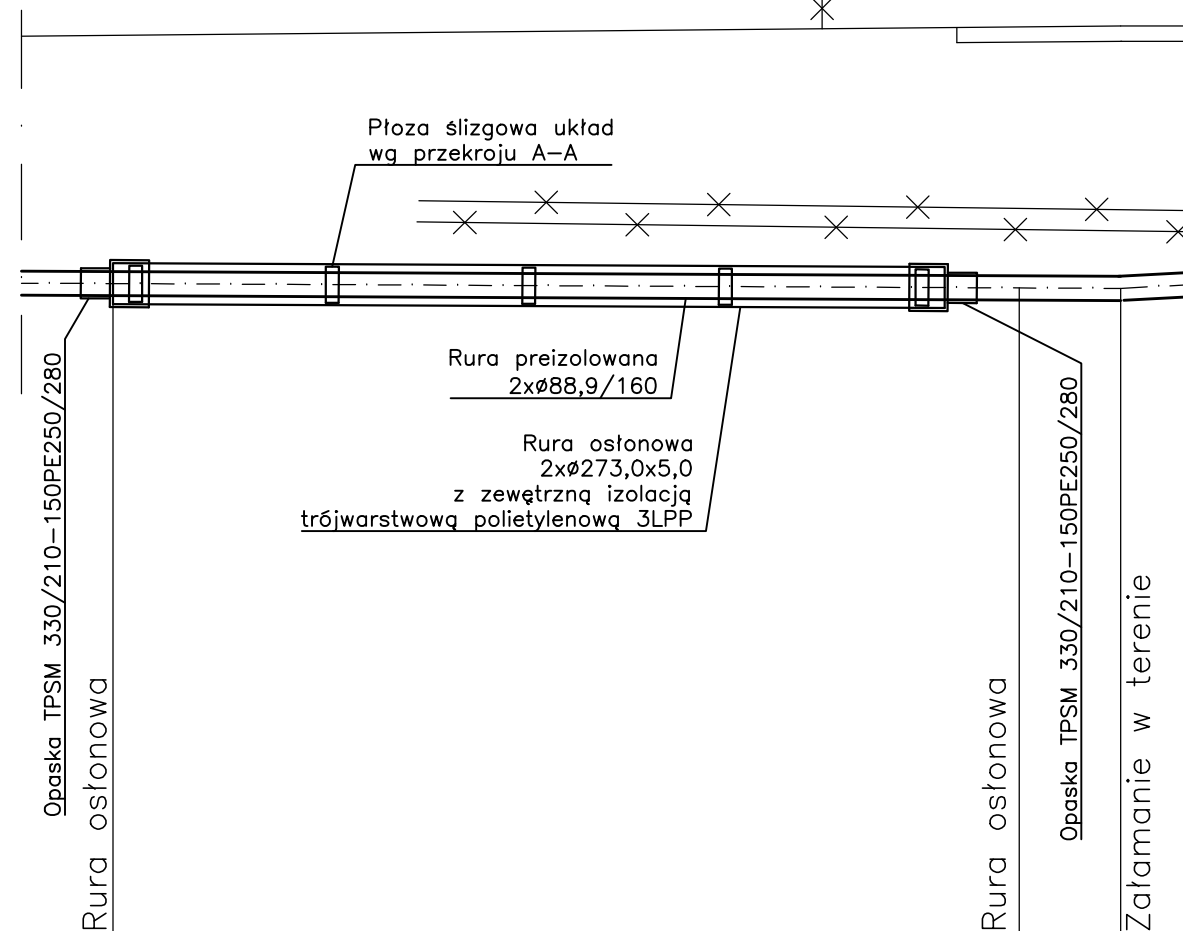 Płoza ślizgowa układ
wg przekroju A-A
Rura preizolowana
2xø88,9/160
Rura osłonowa
2xø273,0x5,0
z zewętrzną izolacją
trójwarstwową polietylenową 3LPP
Opaska TPSM 330/210-150PE250/280
Rura osłonowa
Rura osłonowa
Opaska TPSM 330/210-150PE250/280
Załamanie w terenie